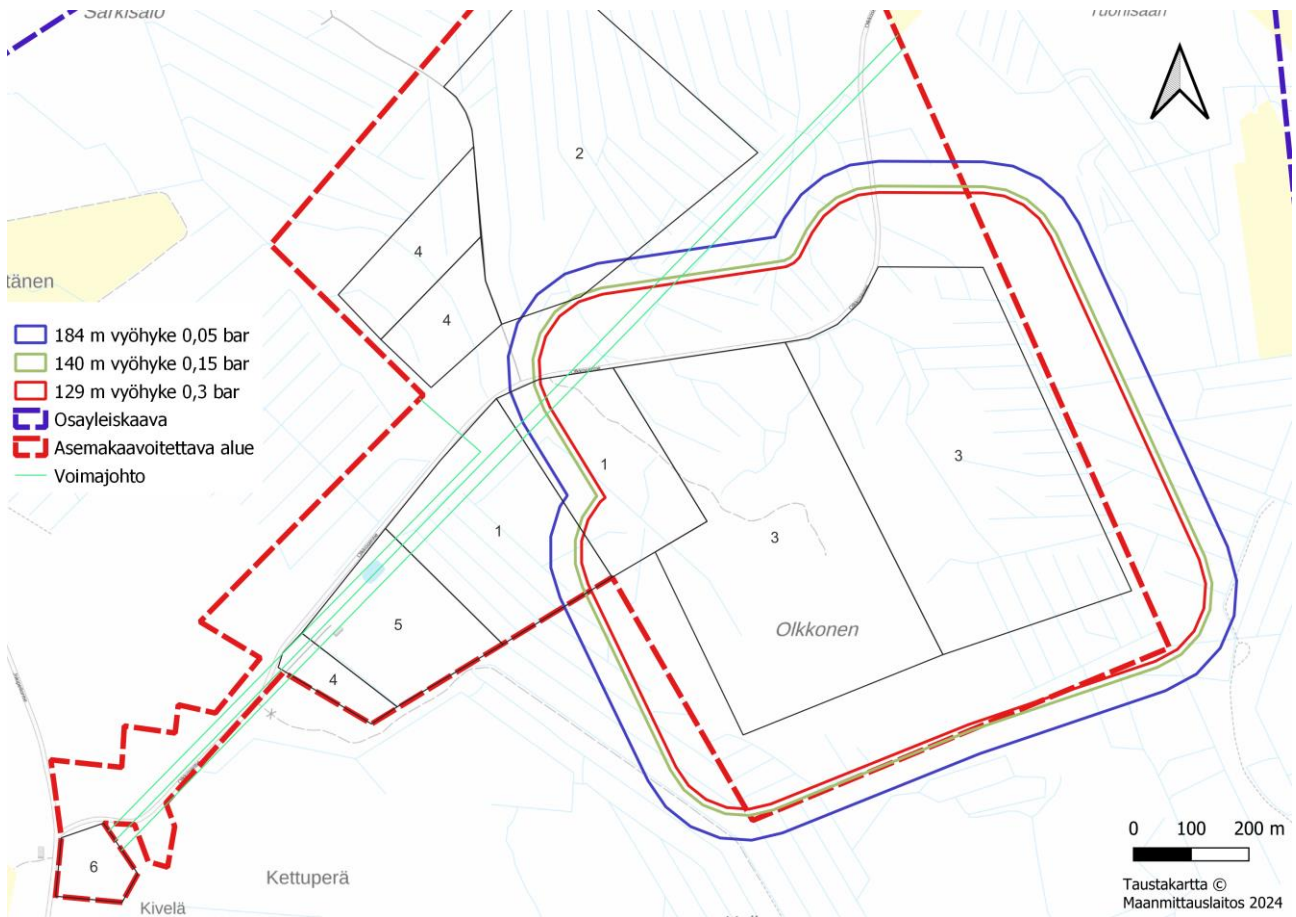 Särkisalo
Tuohisaari
2
4
4
tänen
184 m vyöhyke 0,05 bar
140 m vyöhyke 0,15 bar
129 m vyöhyke 0,3 bar
Osayleiskaava
Asemakaavoitettava alue
Voimajohto
1
3
1
3
5
Olkkonen
4
6
Kettuperä
Kivelä
0 100 200 m
Taustakartta ©
Maanmittauslaitos 2024